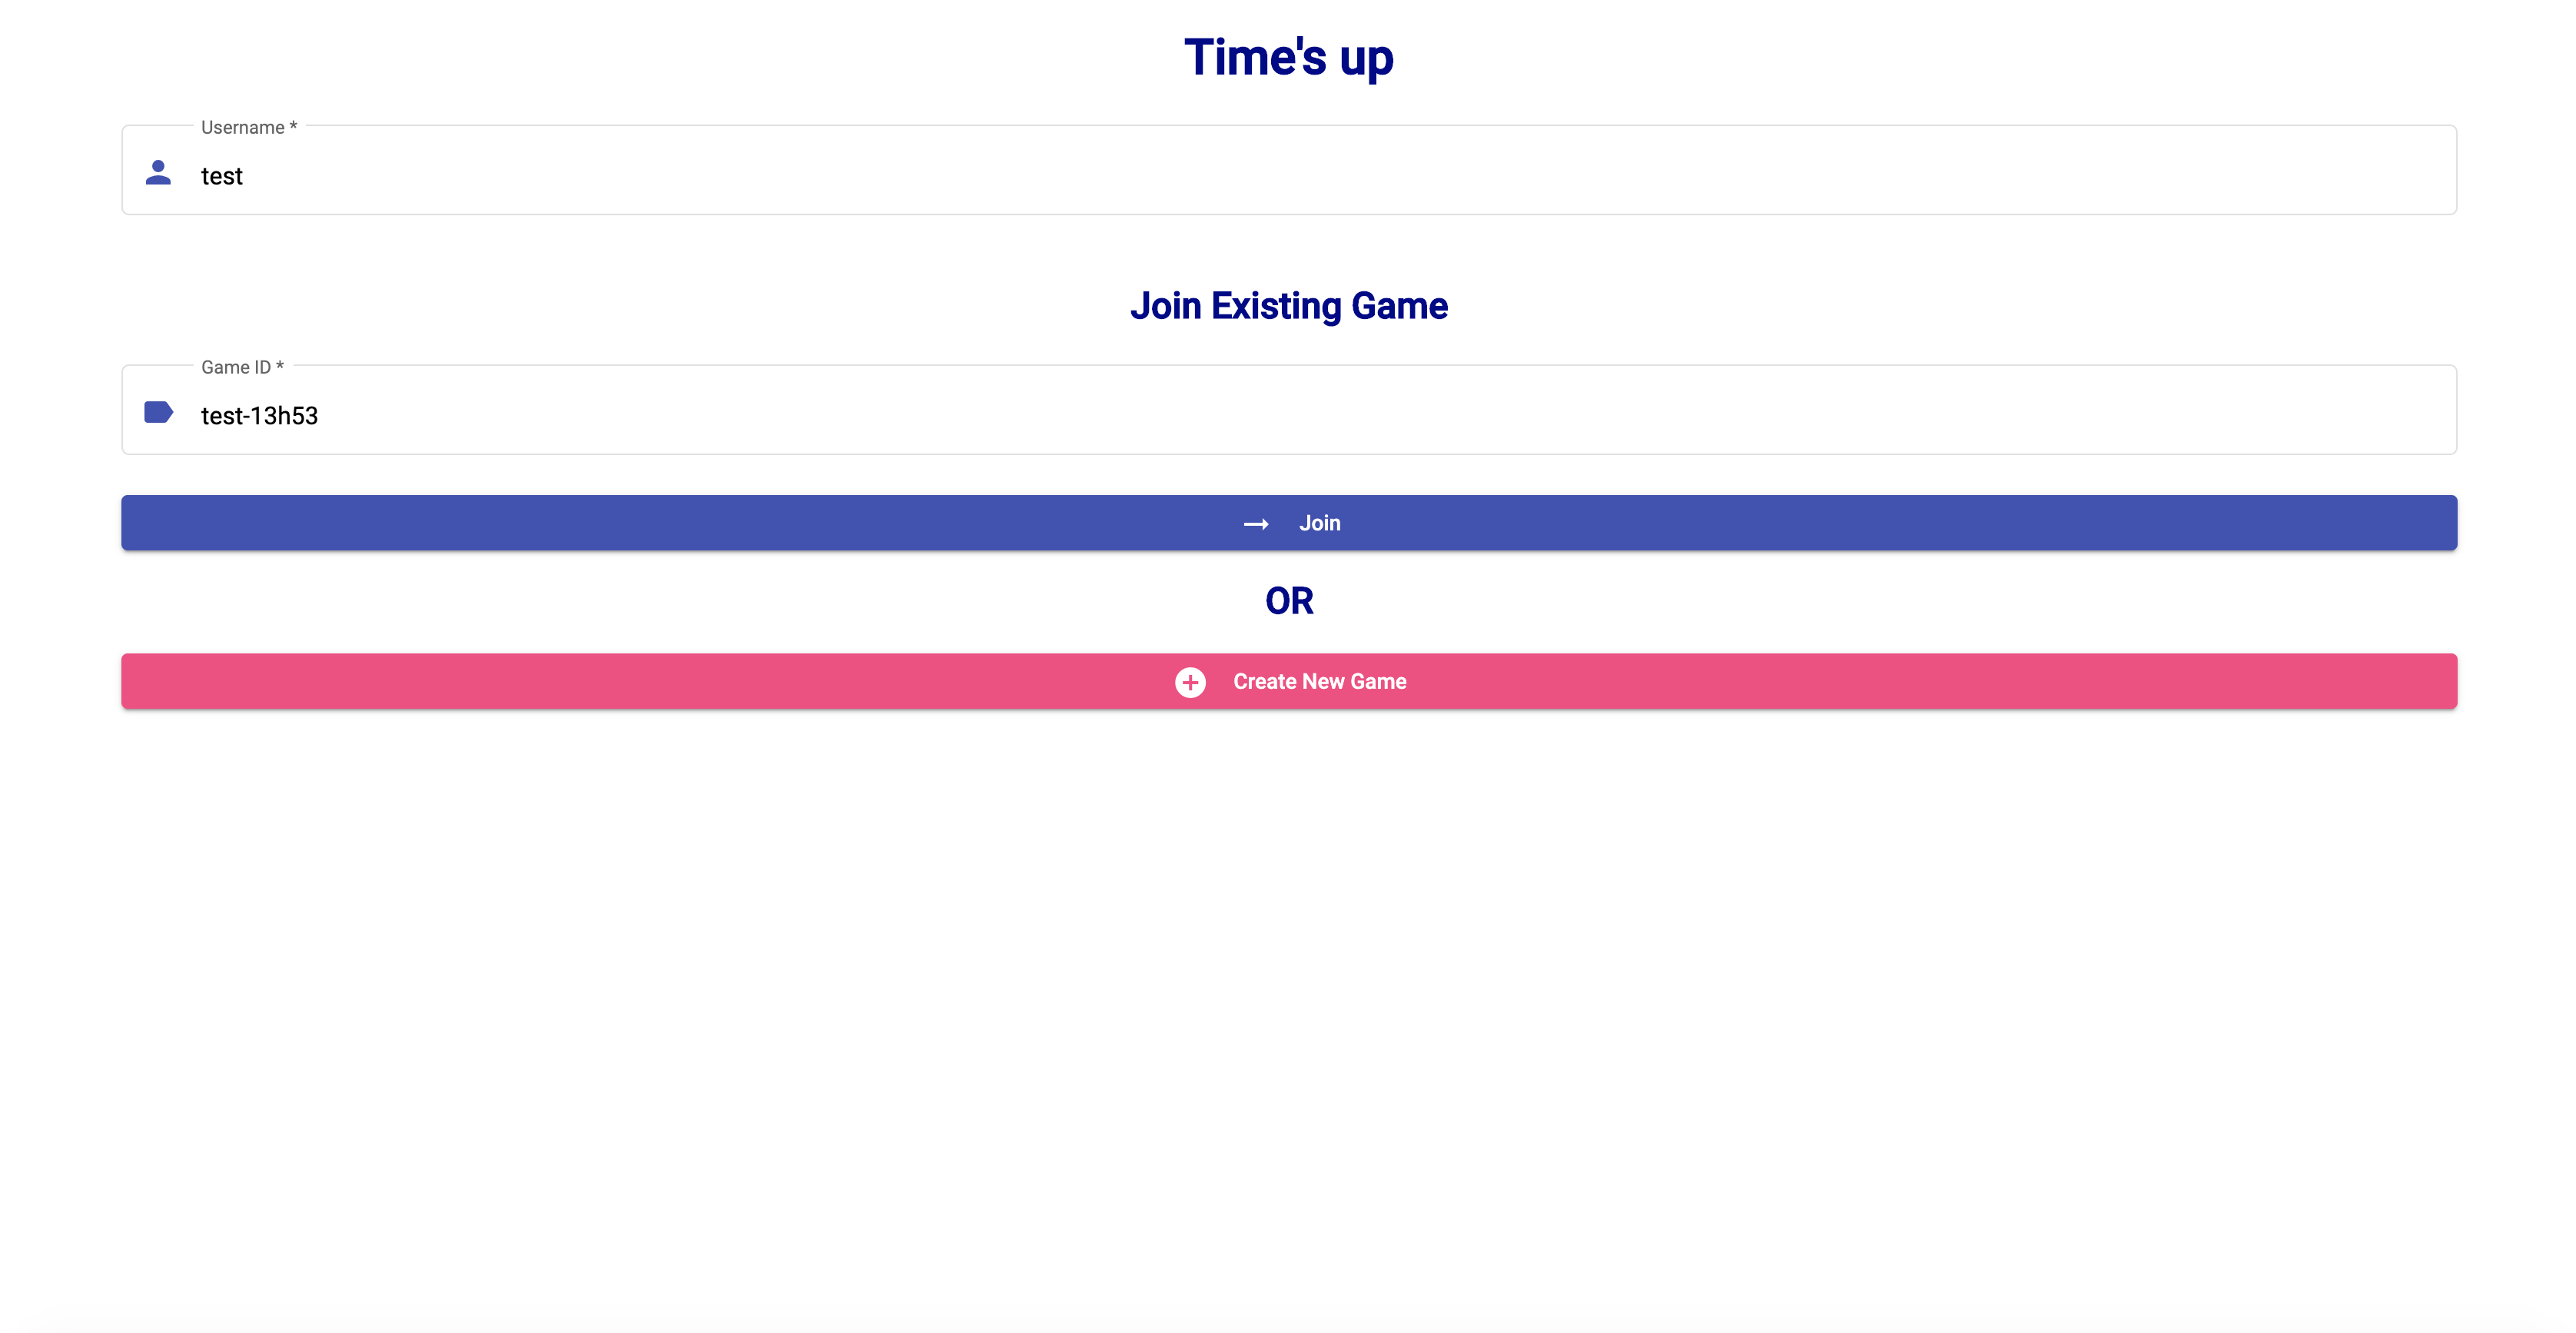 Time's up
Username *
test
Join Existing Game
Game ID *
test-13h53
Join
OR
Create New Game